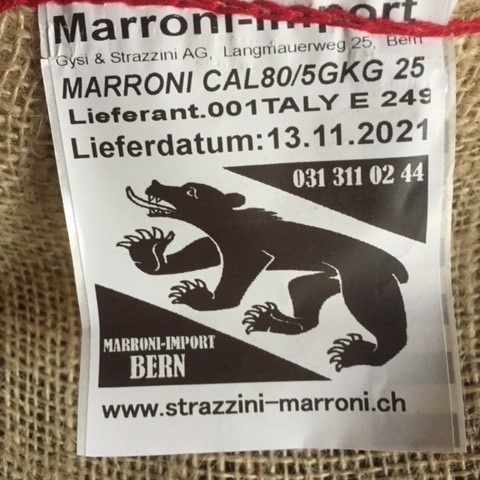 Marroni-Import
Gysi & Strazzini AG, Langmauerweg 25, Bern
MARRONI CAL80/5GKG 25
Lieferant.001TALY E 249
Lieferdatum:13.11.2021
031 311 02 44
MARRONI-IMPORT
BERN
www.strazzini-marroni.ch